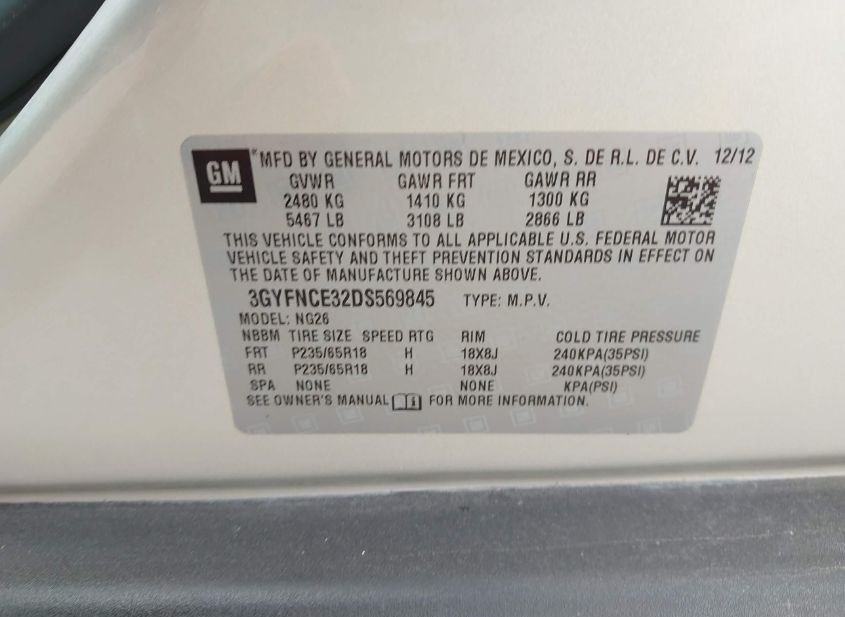 GM *MFD BY GENERAL MOTORS DE MEXICO, S. DE R.L. DE C.V. 12/12
GVWR GAWR FRT GAWR RR
2480 KG 1410 KG 1300 KG
5467 LB 3108 LB 2866 LB
THIS VEHICLE CONFORMS TO ALL APPLICABLE U.S. FEDERAL MOTOR
VEHICLE SAFETY AND THEFT PREVENTION STANDARDS IN EFFECT ON
THE DATE OF MANUFACTURE SHOWN ABOVE.
3GYFNCE32DS569845 TYPE: M.P.V.
MODEL: NG26
NBBM TIRE SIZE SPEED RTG RIM COLD TIRE PRESSURE
FRT P235/65R18 H 18X8J 240KPA(35PSI)
RR P235/65R18 H 18X8J 240KPA(35PSI)
SPA NONE NONE KPA(PSI)
SEE OWNER'S MANUAL FOR MORE INFORMATION.